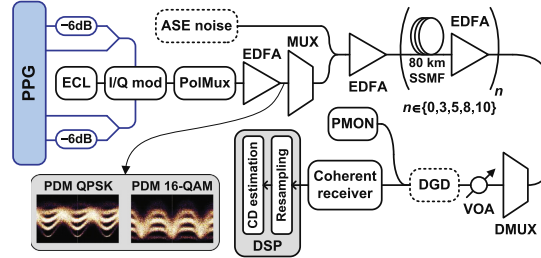 PPG
−6dB
−6dB
ECL
I/Q mod
PolMux
EDFA
ASE noise
MUX
EDFA
80 km
SSMF
EDFA
n
n∈{0,3,5,8,10}
PMON
DSP
CD estimation
Resampling
Coherent
receiver
DGD
VOA
DMUX
PDM QPSK
PDM 16-QAM